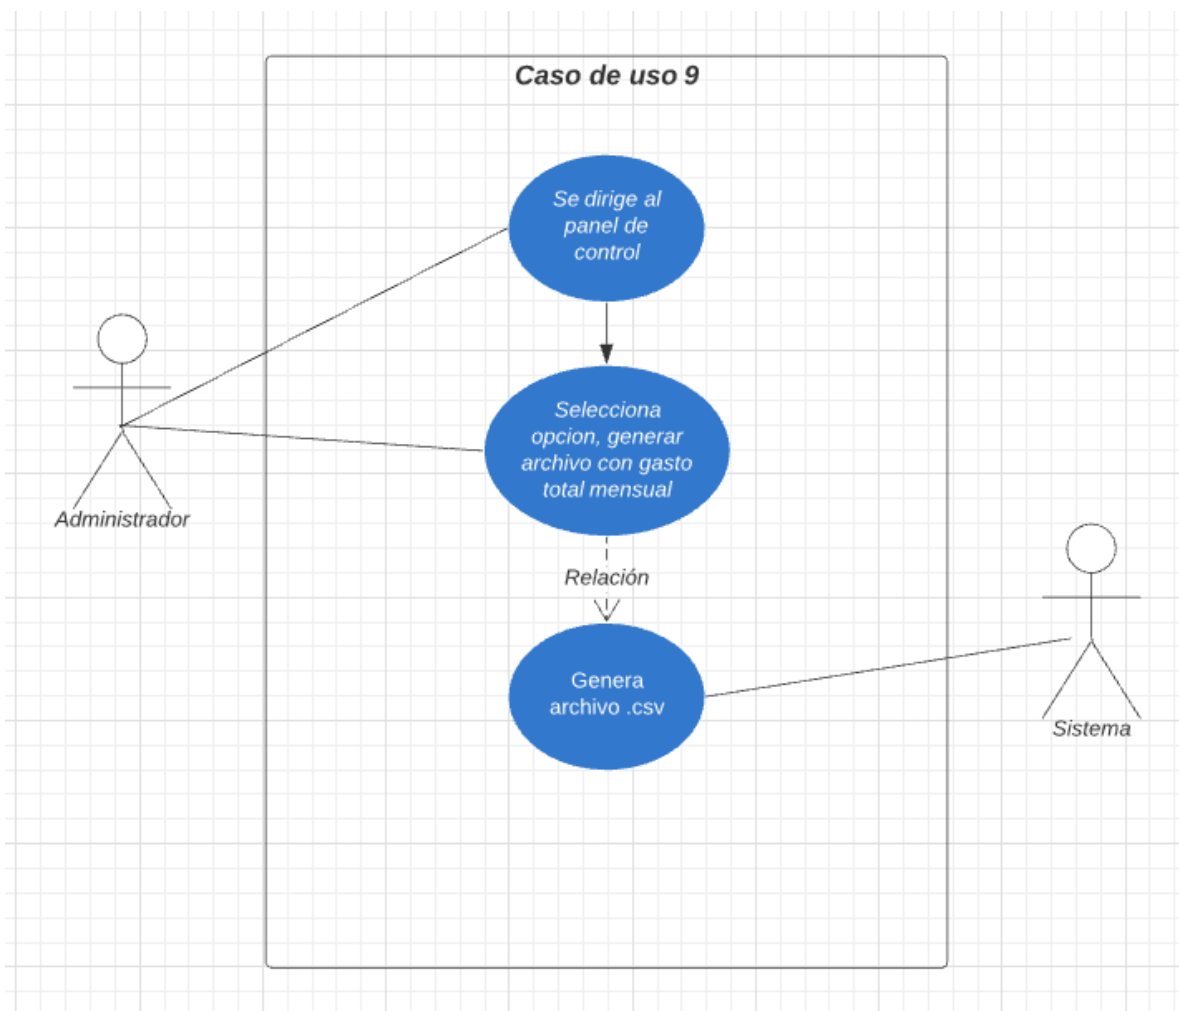 Caso de uso 9
Se dirige al
panel de
control
Selecciona
opcion, generar
archivo con gasto
total mensual
Administrador
Relación
Genera
archivo .csv
Sistema